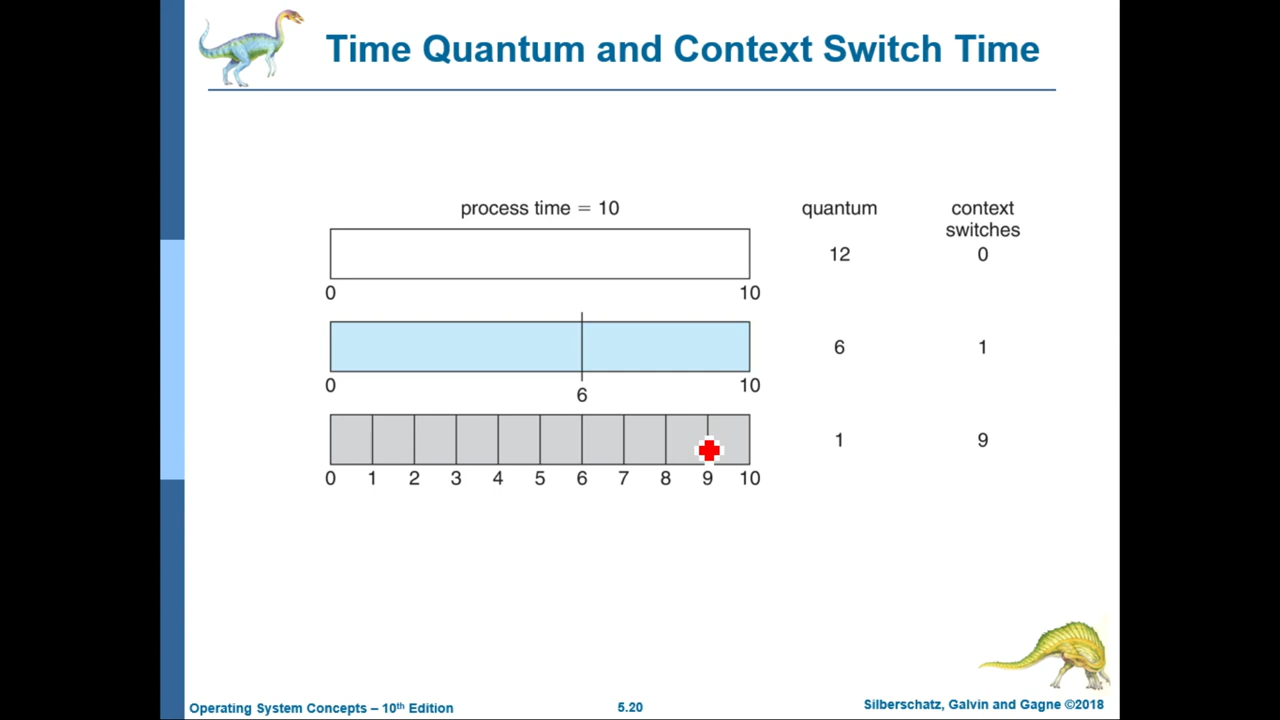 Time Quantum and Context Switch Time
process time = 10 quantum context
switches
12 0
0 10
6 1
0 6 10
1 9
0 1 2 3 4 5 6 7 8 9 10
Operating System Concepts – 10th Edition 5.20 Silberschatz, Galvin and Gagne ©2018